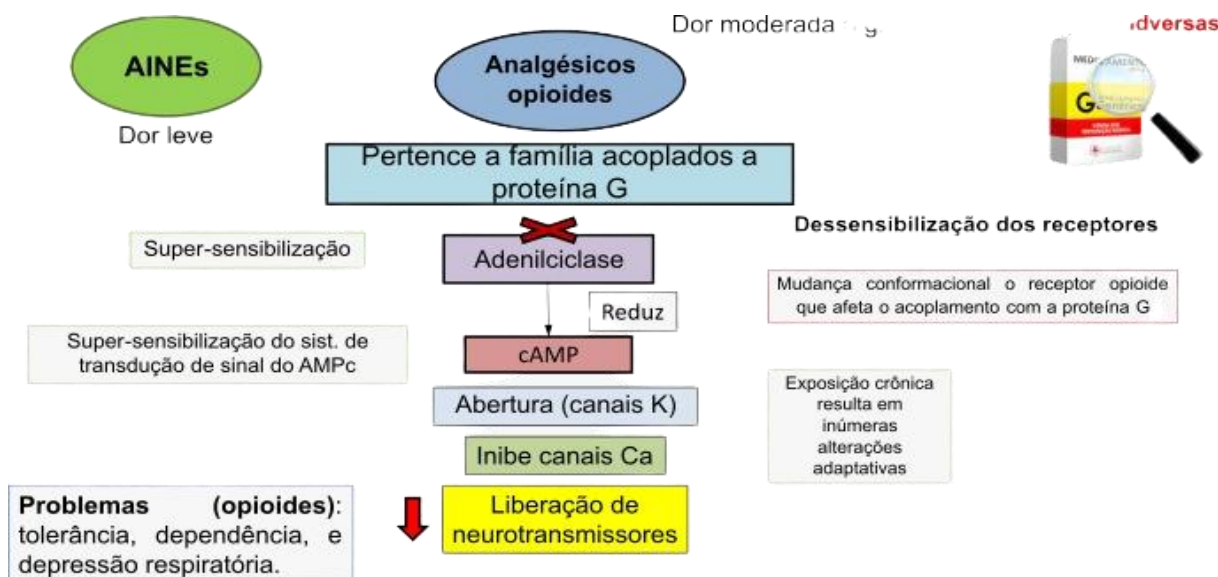 Dor moderada
AINEs
Dor leve
Analgésicos
opioides
Pertence a família acoplados a
proteína G
Super-sensibilização
Adenilciclase
Reduz
Super-sensibilização do sist. de
transdução de sinal do AMPc
cAMP
Abertura (canais K)
Inibe canais Ca
Liberação de
neurotransmissores
Problemas (opioides):
tolerância, dependência, e
depressão respiratória.
Dessensibilização dos receptores
Mudança conformacional o receptor opioide
que afeta o acoplamento com a proteína G
Exposição crônica
resulta em
inúmeras
alterações
adaptativas